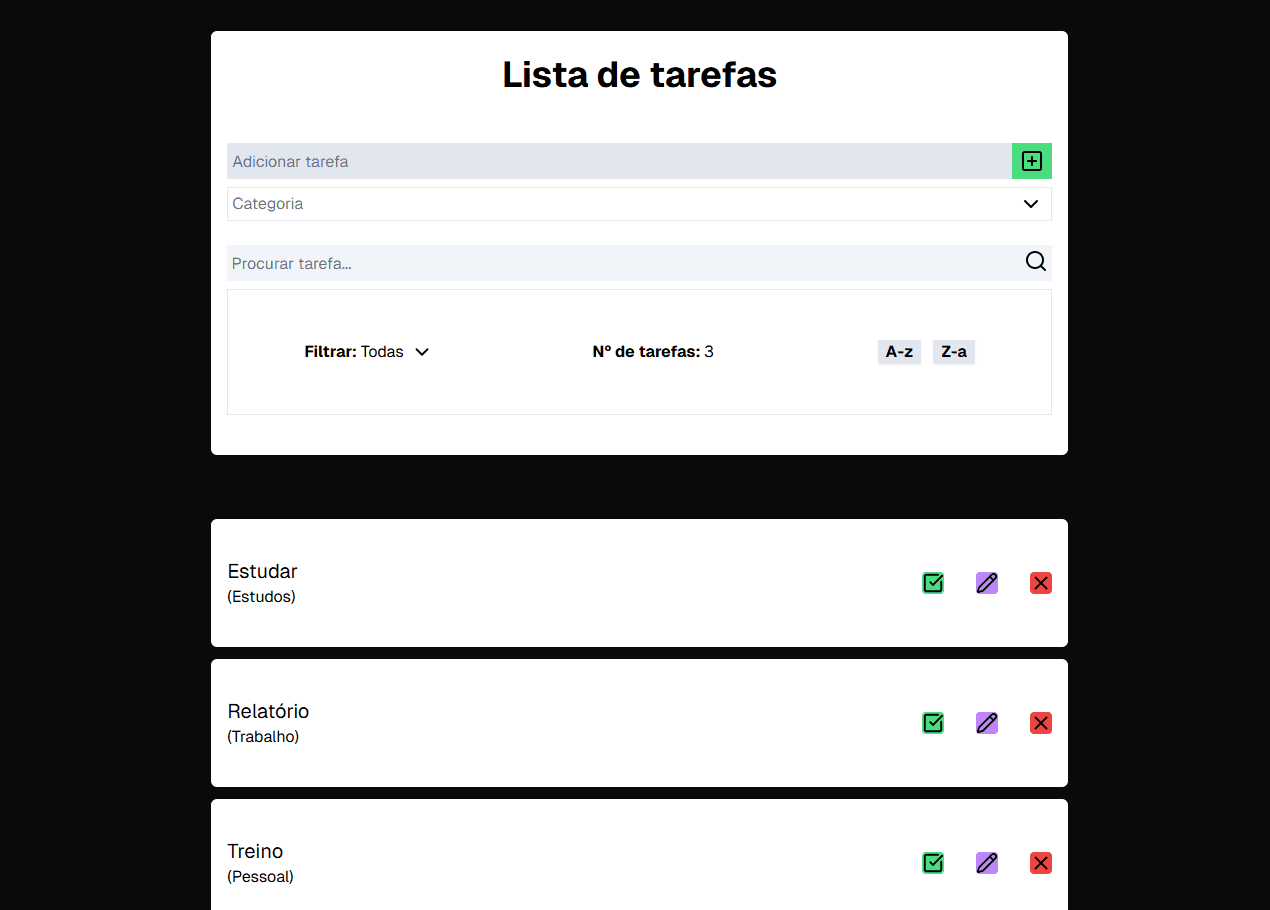 Lista de tarefas
Adicionar tarefa
Categoria
Procurar tarefa...
Filtrar: Todas Nº de tarefas: 3 A-z Z-a
Estudar
(Estudos)
Relatório
(Trabalho)
Treino
(Pessoal)